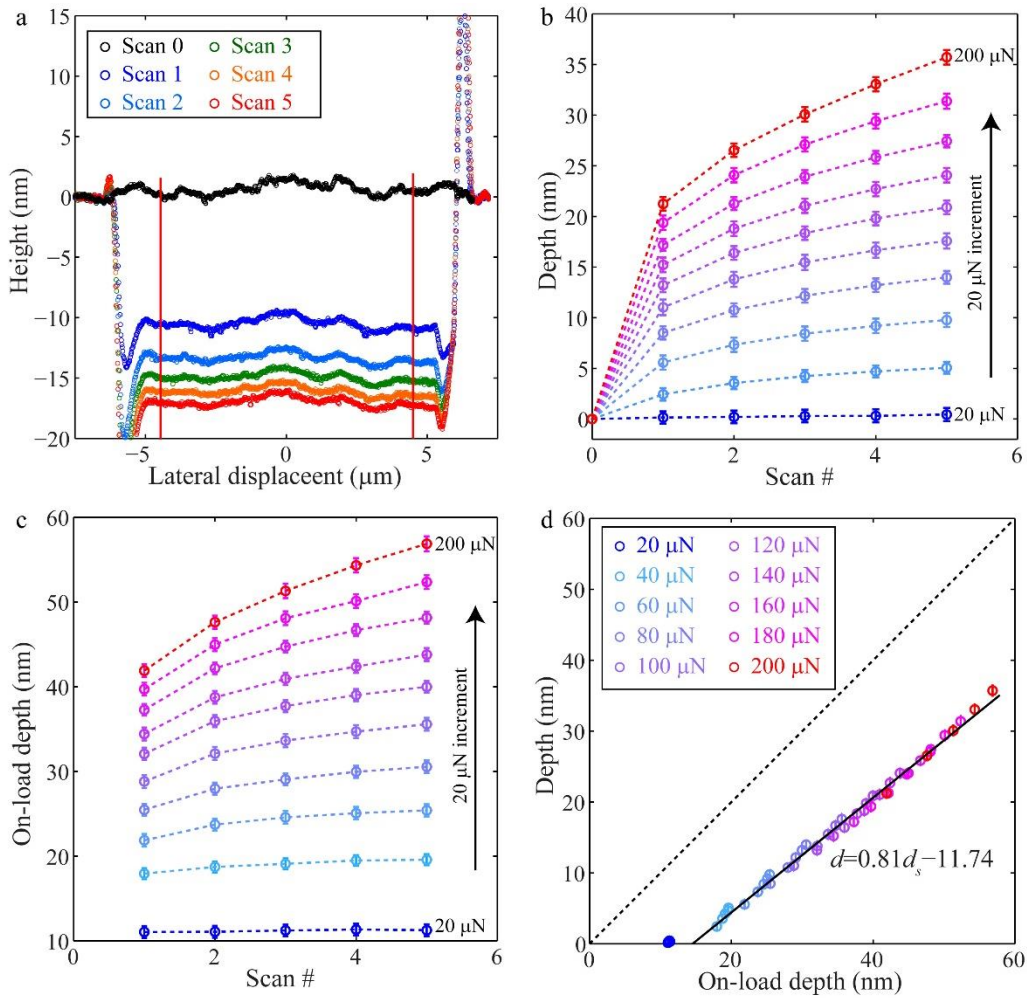 a
15
10
5
0
−5
−10
−15
−20
Height (nm)
Scan 0
Scan 1
Scan 2
Scan 3
Scan 4
Scan 5
−5
0
5
Lateral displaceent (μm)
b
40
35
30
25
20
15
10
5
0
Depth (nm)
200 μN
20 μN increment
20 μN
0
2
4
6
Scan #
c
60
50
40
30
20
10
On-load depth (nm)
200 μN
20 μN increment
20 μN
0
2
4
6
Scan #
d
60
50
40
30
20
10
0
Depth (nm)
20 μN
40 μN
60 μN
80 μN
100 μN
120 μN
140 μN
160 μN
180 μN
200 μN
d=0.81dₛ−11.74
0
20
40
60
On-load depth (nm)